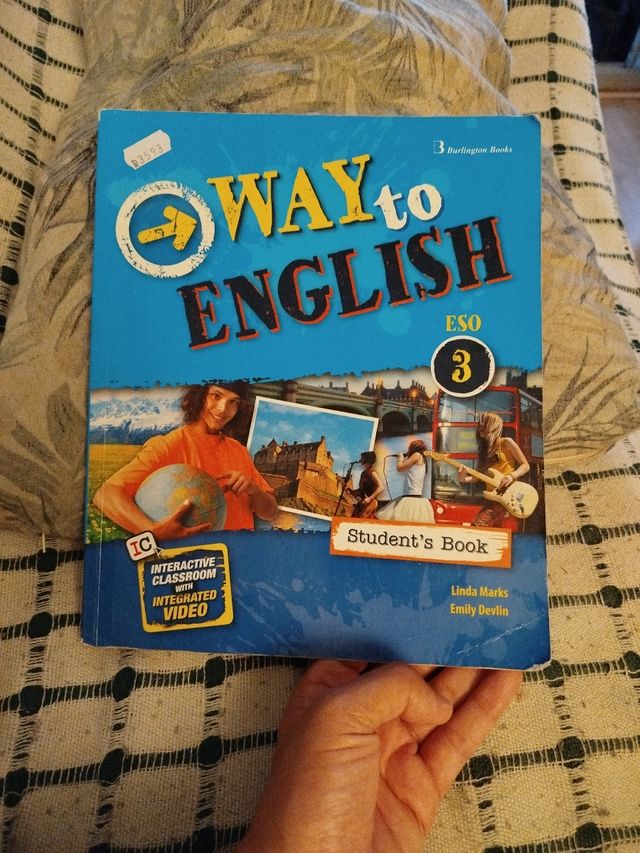 83593
Burlington Books
WAY to
ENGLISH
ESO
3
Student's Book
IC
INTERACTIVE
CLASSROOM
WITH
INTEGRATED
VIDEO
Linda Marks
Emily Devlin